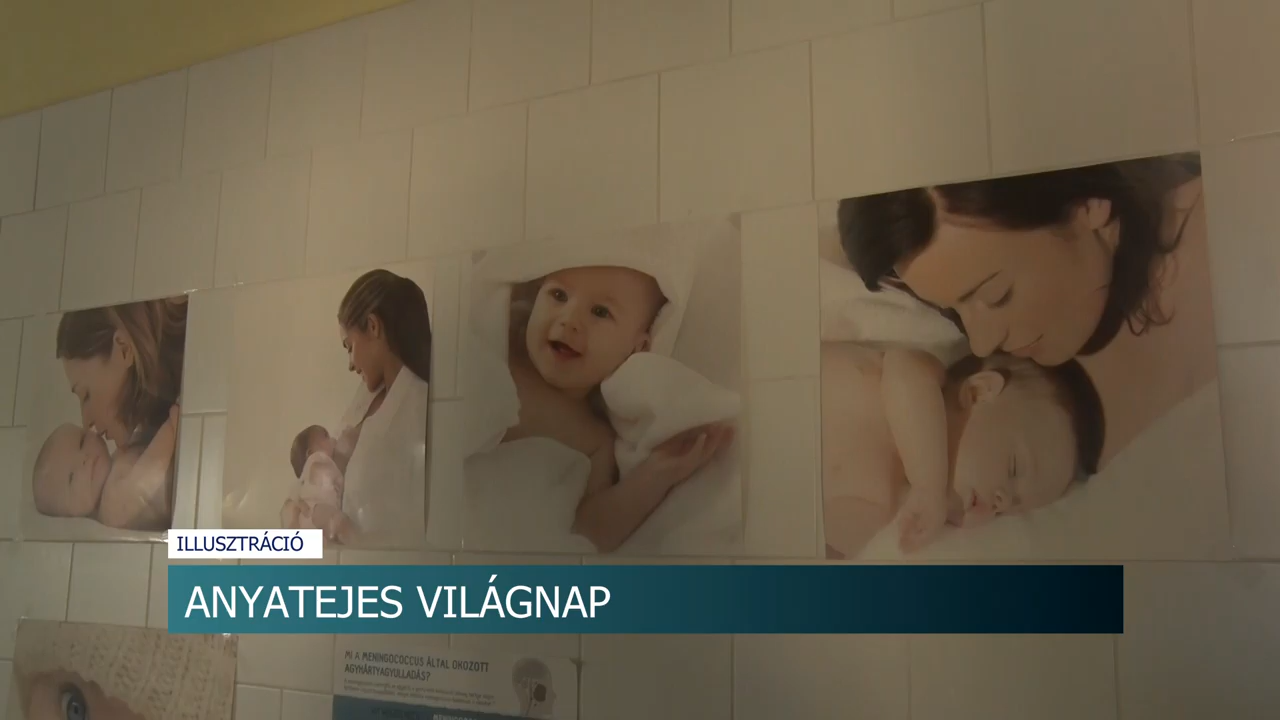 ILLUSZTRÁCIÓ
ANYATEJES VILÁGNAP
MI A MENINGOCOCCUS ÁLTAL OKOZOTT
AGYHÁRTYAGYULLADÁS?